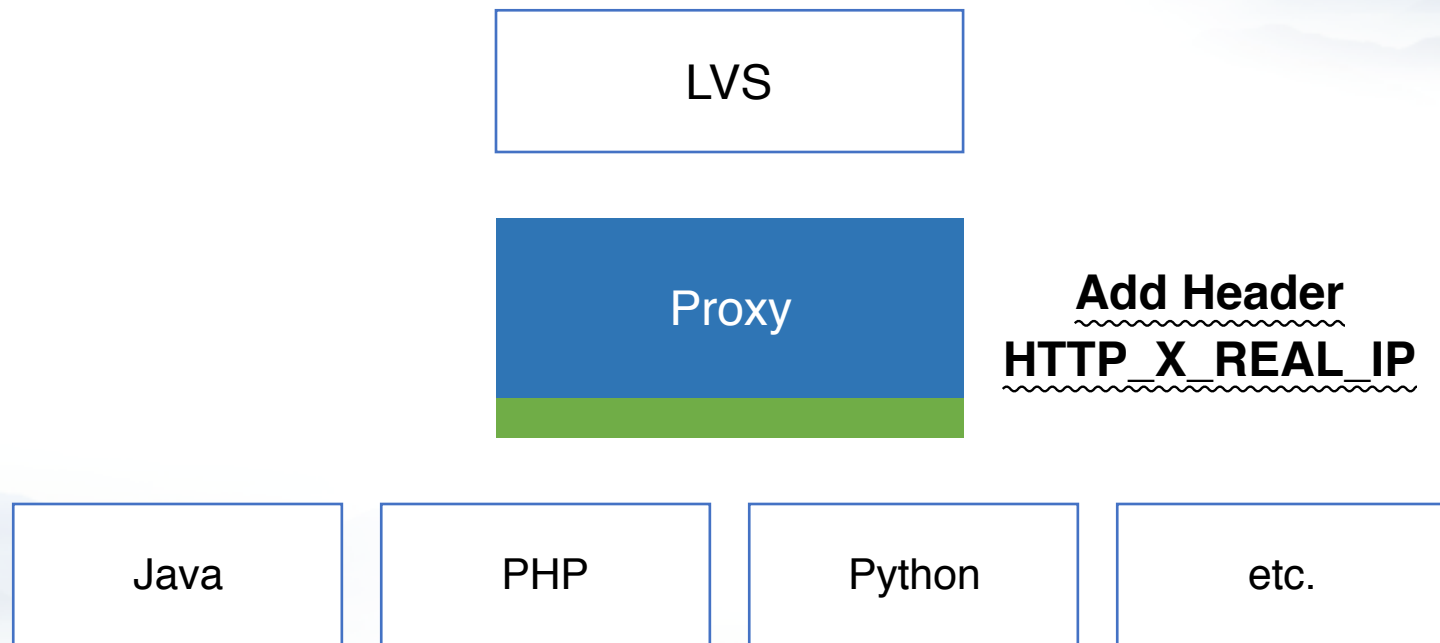 LVS
Proxy
Add Header
HTTP_X_REAL_IP
Java
PHP
Python
etc.